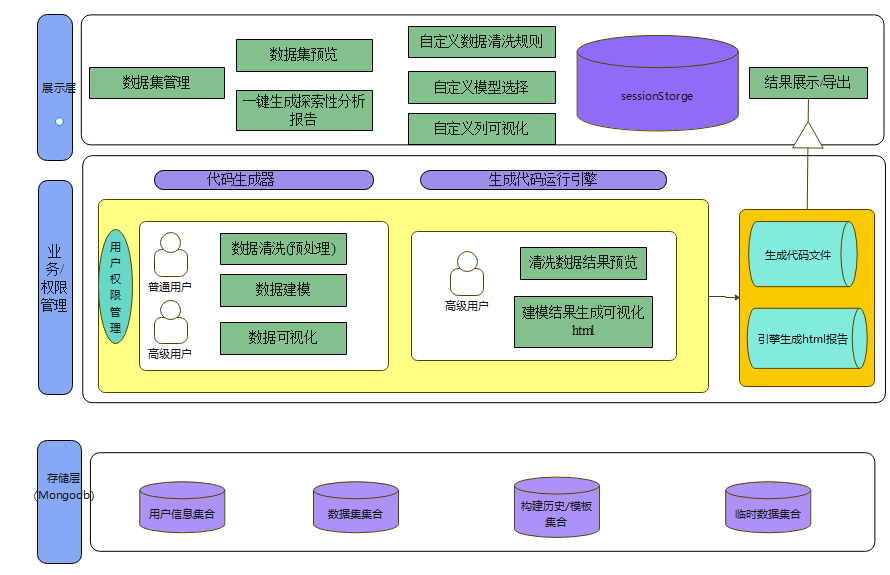 展示层
数据集管理
数据集预览
一键生成探索性分析
报告
自定义数据清洗规则
自定义模型选择
自定义列可视化
sessionStorge
结果展示/导出
业
务/
权限
管理
代码生成器
生成代码运行引擎
用
户
权
限
管
理
普通用户
高级用户
数据清洗(预处理)
数据建模
数据可视化
高级用户
清洗数据结果预览
建模结果生成可视化
html
生成代码文件
引擎生成html报告
存储层
(Mongodb)
用户信息集合
数据集集合
构建历史/模板
集合
临时数据集合